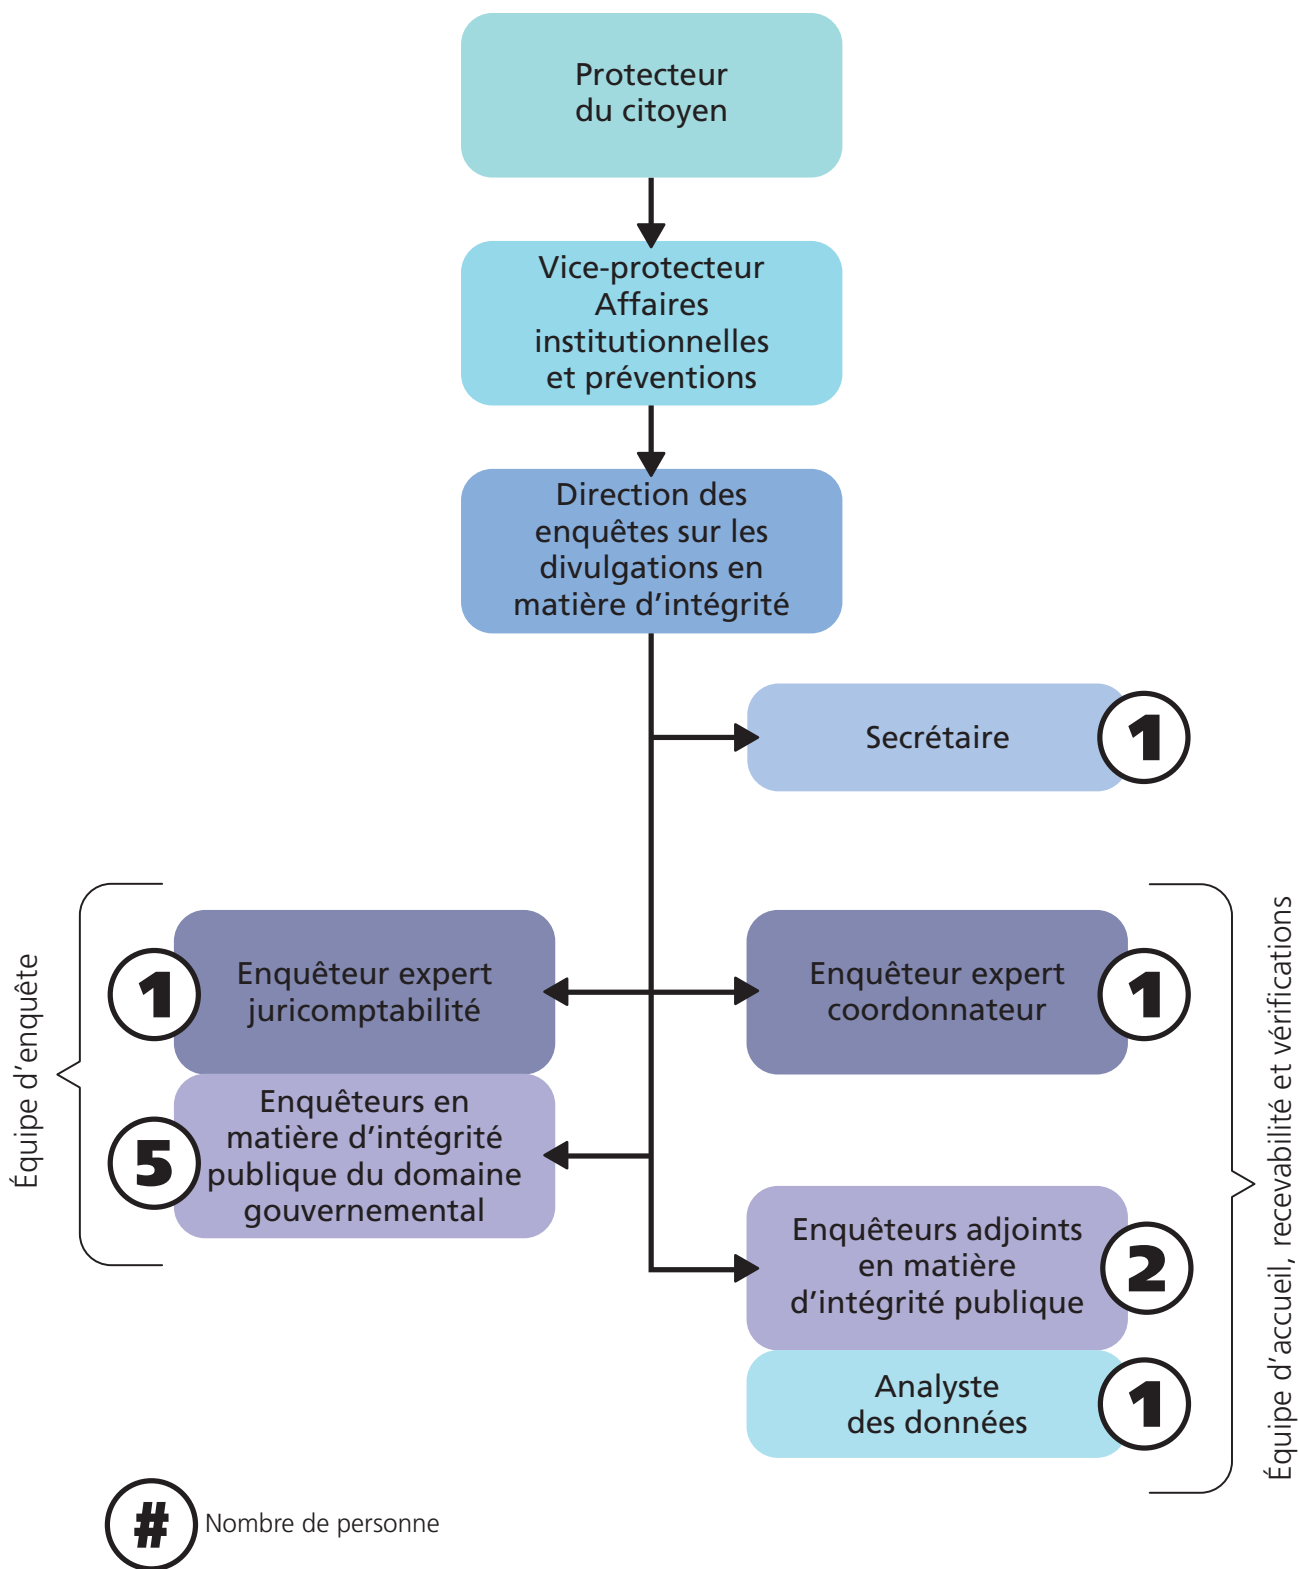 Protecteur
du citoyen
Vice-protecteur
Affaires
institutionnelles
et préventions
Direction des
enquêtes sur les
divulgations en
matière d’intégrité
Secrétaire
1
Équipe d’enquête
1
Enquêteur expert
juricomptabilité
5
Enquêteurs en
matière d’intégrité
publique du domaine
gouvernemental
Enquêteur expert
coordonnateur
1
Enquêteurs adjoints
en matière
d’intégrité publique
2
Analyste
des données
1
Équipe d’accueil, recevabilité et vérifications
# Nombre de personne